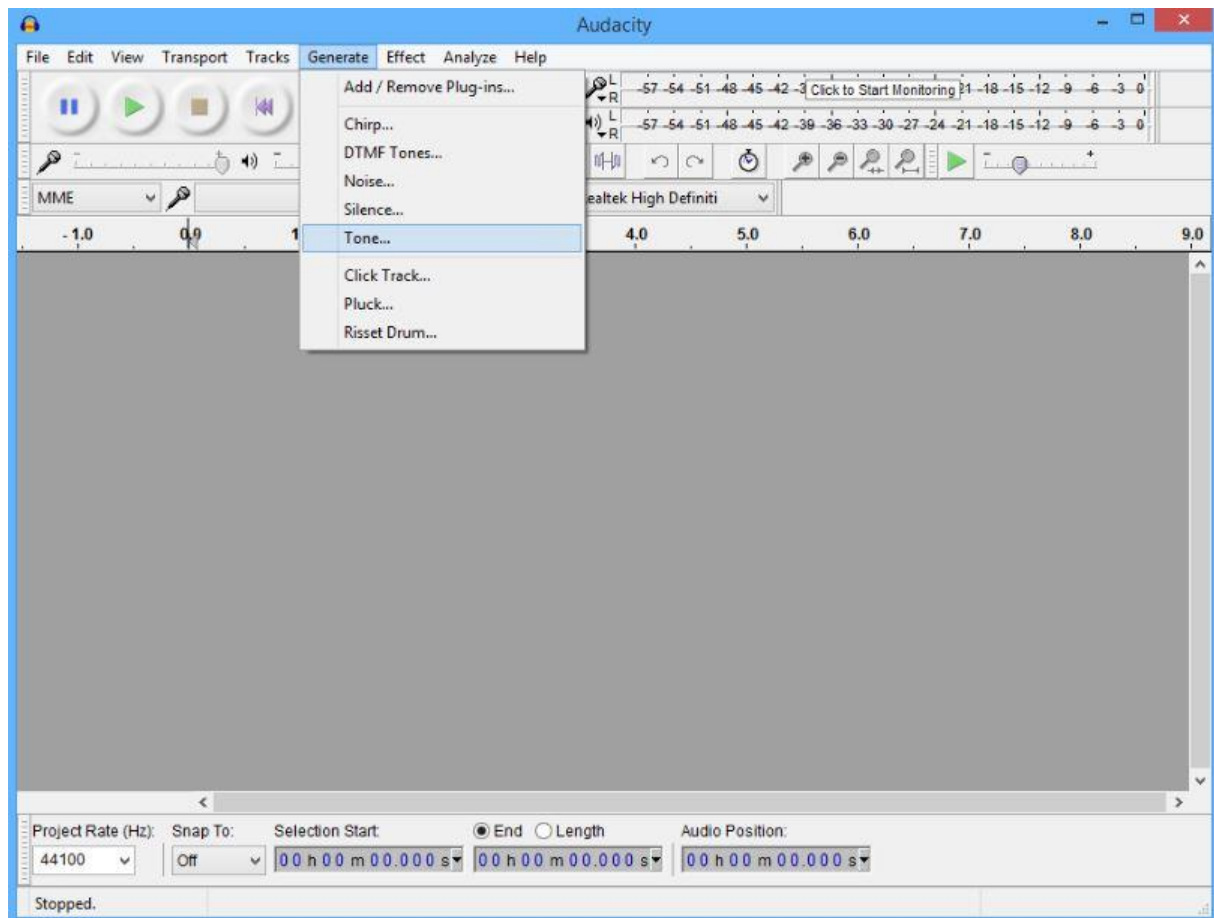 Audacity
File Edit View Transport Tracks Generate Effect Analyze Help
Add / Remove Plug-ins...
Chirp...
DTMF Tones...
Noise...
Silence...
Tone...
Click Track...
Pluck...
Risset Drum...
L R -57 -54 -51 -48 -45 -42 -3 Click to Start Monitoring 21 -18 -15 -12 -9 -6 -3 0
L R -57 -54 -51 -48 -45 -42 -39 -36 -33 -30 -27 -24 -21 -18 -15 -12 -9 -6 -3 0
MME ealtek High Definiti
- 1.0 0.0 1 4.0 5.0 6.0 7.0 8.0 9.0
Project Rate (Hz): Snap To: Selection Start: End Length Audio Position:
44100 Off 00 h 00 m 00.000 s 00 h 00 m 00.000 s 00 h 00 m 00.000 s
Stopped.